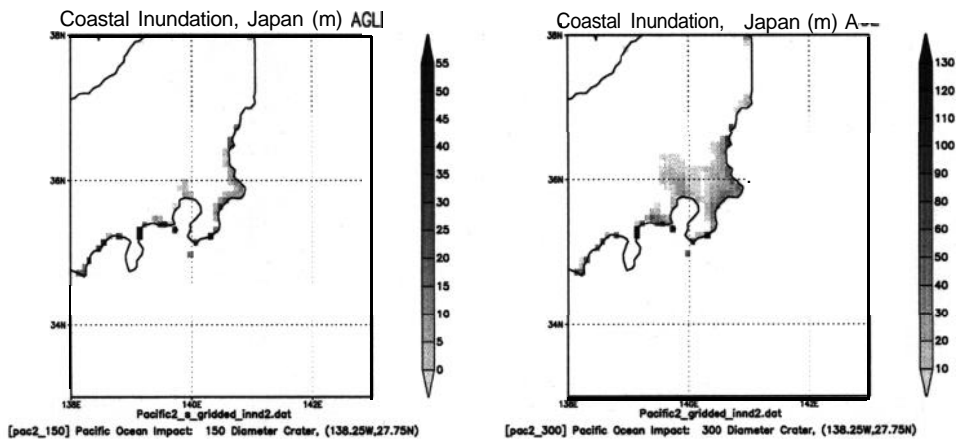 Coastal Inundation, Japan (m) AGL
38N
36N
34N
138E
140E
142E
55
50
45
40
35
30
25
20
15
10
5
0
Pacific2_s_gridded_innd2.dat
[pac2_150] Pacific Ocean Impact: 150 Diameter Crater, (138.25W,27.75N)
Coastal Inundation, Japan (m)
38N
36N
34N
138E
140E
142E
130
120
110
100
90
80
70
60
50
40
30
20
10
Pacific2_gridded_innd2.dat
[pac2_300] Pacific Ocean Impact: 300 Diameter Crater, (138.25W,27.75N)